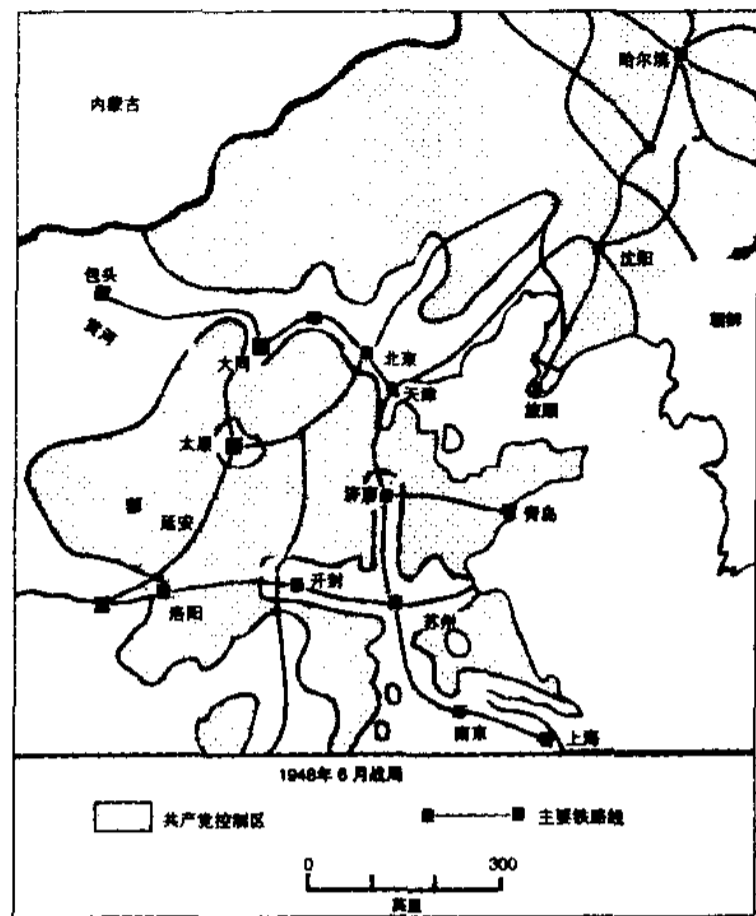 哈尔滨
内蒙古
沈阳
包头
黄河
朝鲜
大同
北京
天津
旅顺
太原
济南
延安
青岛
开封
洛阳
苏州
南京
上海
1948年6月战局
共产党控制区
主要铁路线
0
300
英里